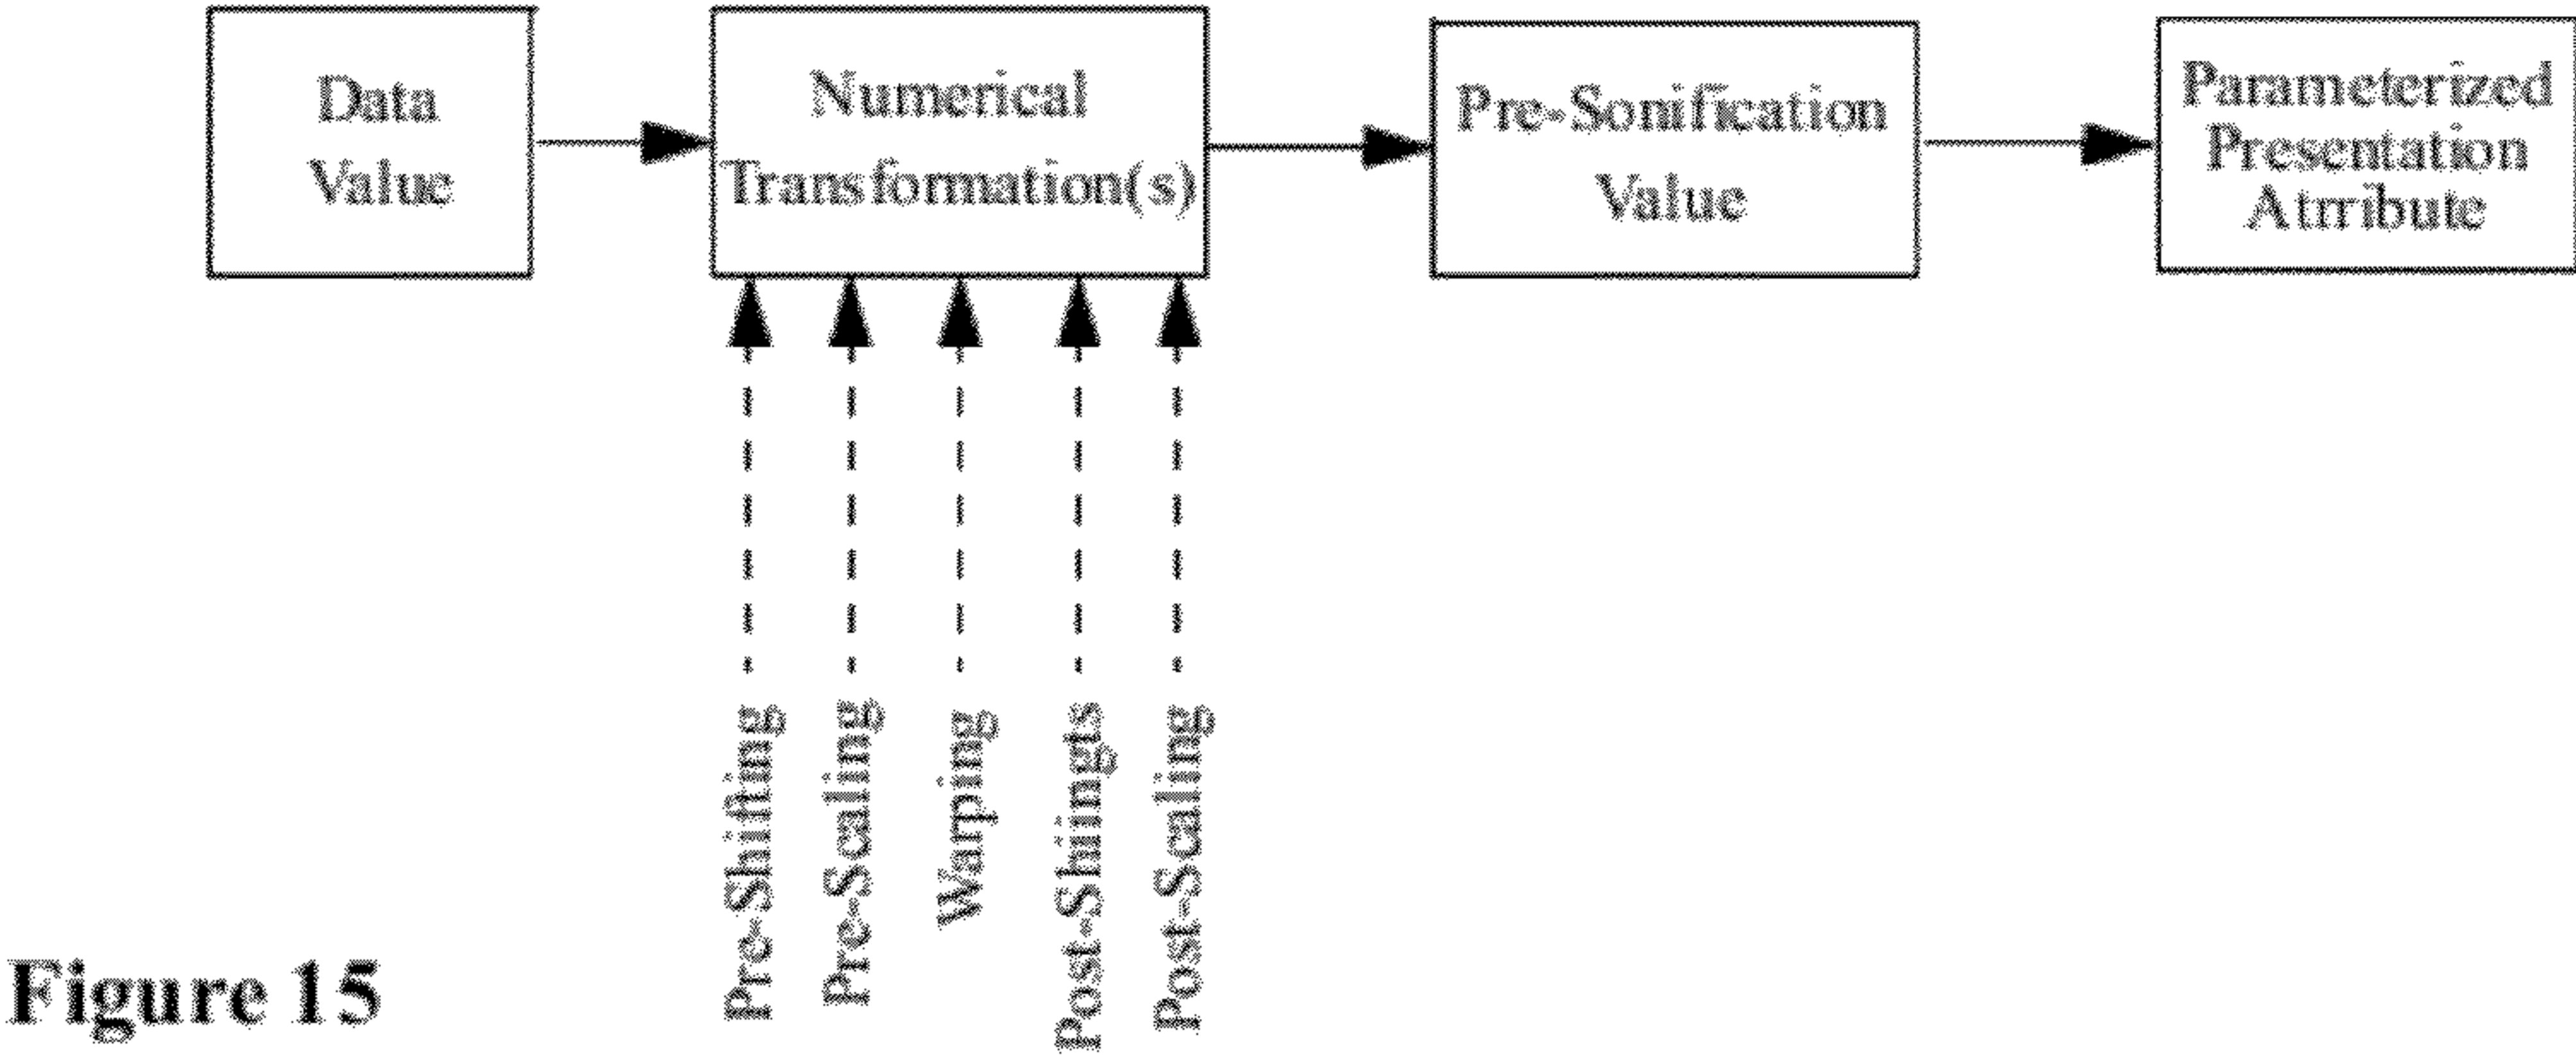 Data
Value
Numerical
Transformation(s)
Pre-Sonification
Value
Parameterized
Presentation
Atrribute
Pre-Shifting
Pre-Scaling
Warping
Post-Shiingts
Post-Scaling
Figure 15